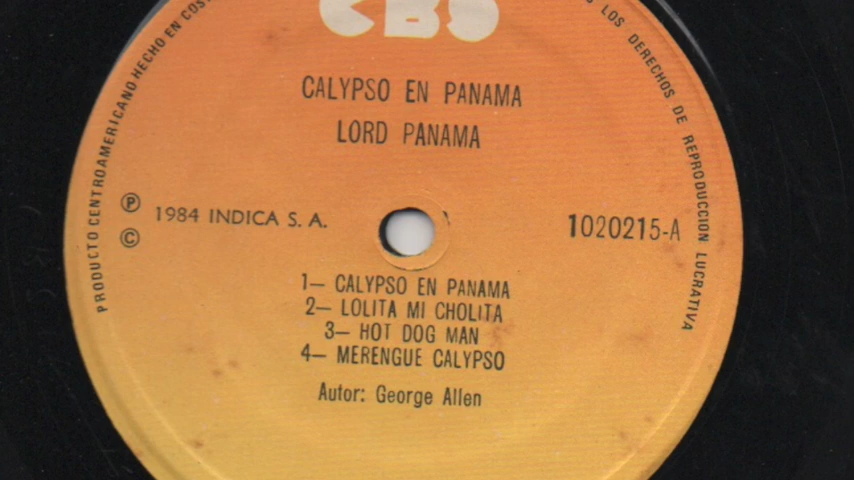 CBS
PRODUCTO CENTROAMERICANO HECHO EN COS
LOS DERECHOS DE REPRODUCCION LUCRATIVA
CALYPSO EN PANAMA
LORD PANAMA
Ⓟ 1984 INDICA S. A.
©
1020215-A
1— CALYPSO EN PANAMA
2— LOLITA MI CHOLITA
3— HOT DOG MAN
4— MERENGUE CALYPSO
Autor: George Allen